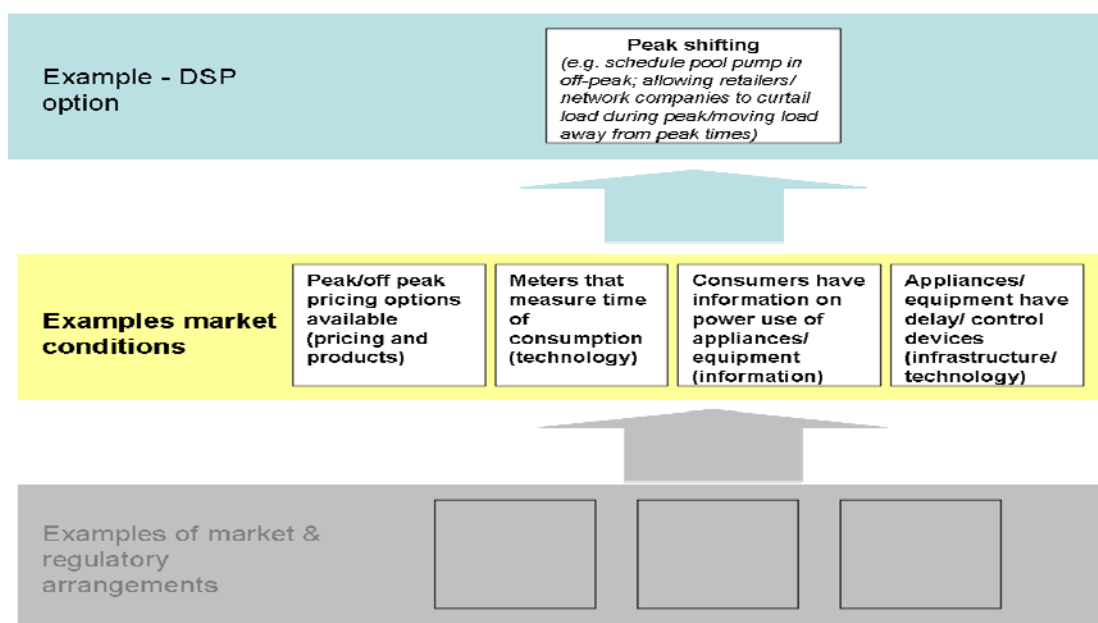 Example - DSP
option
Peak shifting
(e.g. schedule pool pump in
off-peak; allowing retailers/
network companies to curtail
load during peak/moving load
away from peak times)
Examples market
conditions
Peak/off peak
pricing options
available
(pricing and
products)
Meters that
measure time
of
consumption
(technology)
Consumers have
information on
power use of
appliances/
equipment
(information)
Appliances/
equipment have
delay/ control
devices
(infrastructure/
technology)
Examples of market &
regulatory
arrangements